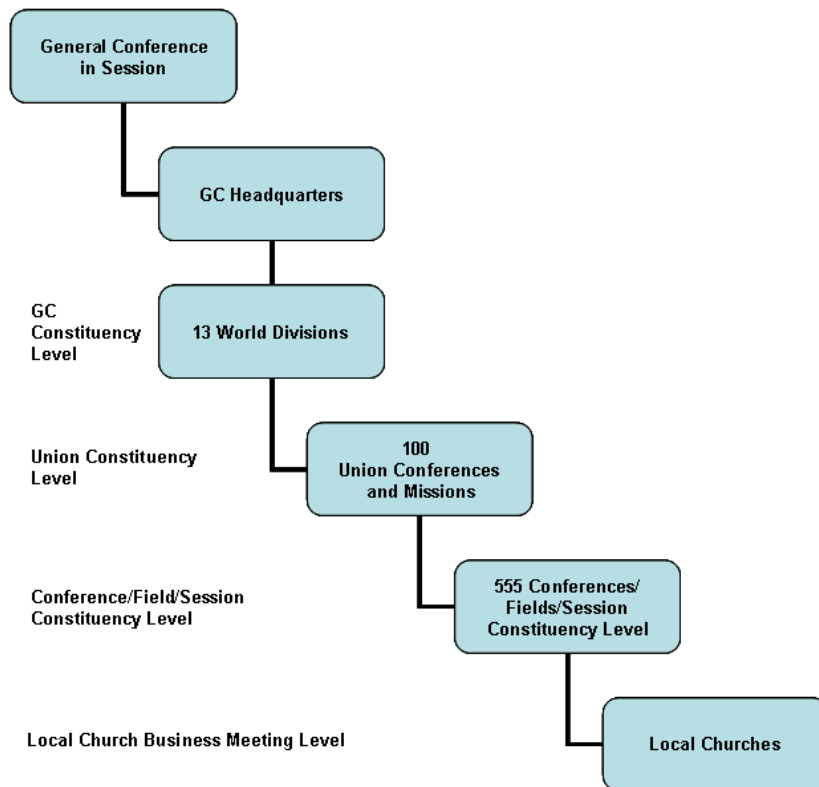 General Conference
in Session
GC Headquarters
GC
Constituency
Level
13 World Divisions
Union Constituency
Level
100
Union Conferences
and Missions
Conference/Field/Session
Constituency Level
555 Conferences/
Fields/Session
Constituency Level
Local Church Business Meeting Level
Local Churches